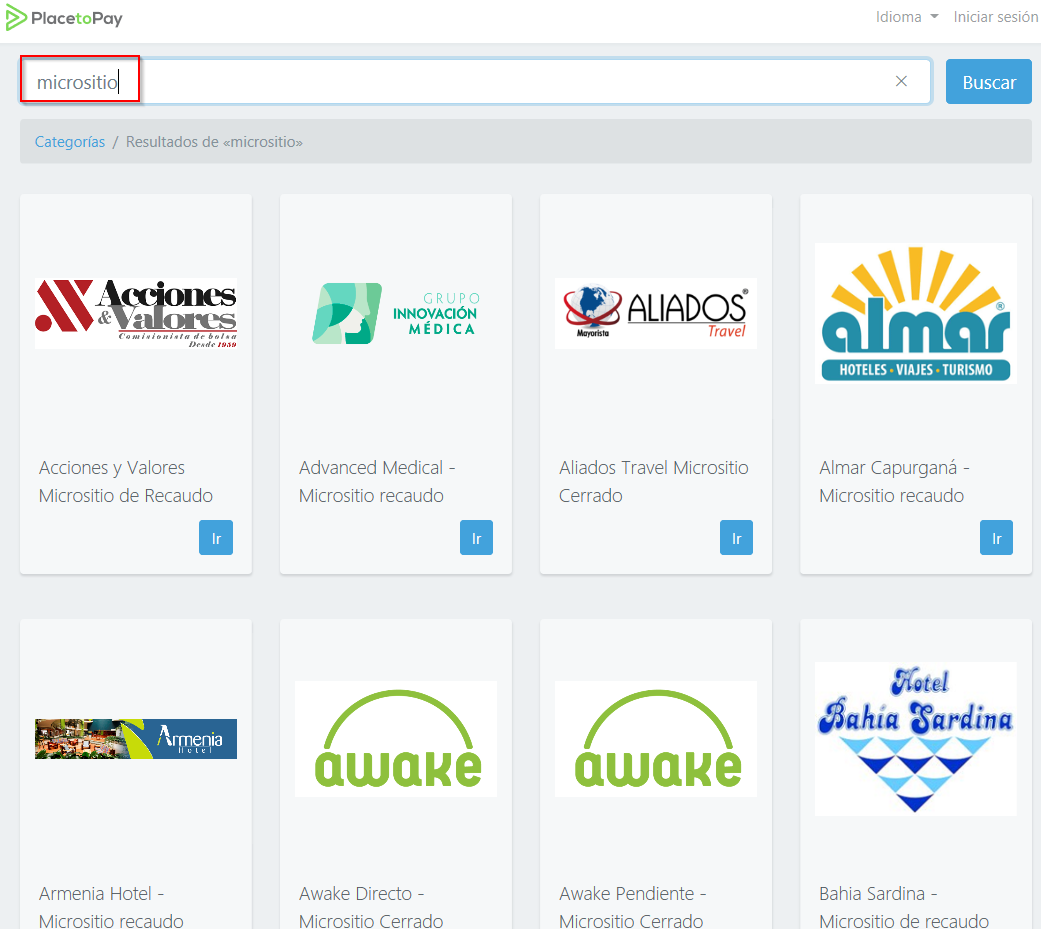 PlacetoPay
Idioma Iniciar sesión
micrositio × Buscar
Categorías / Resultados de «micrositio»
Acciones
& Valores
Comisionista de bolsa
Desde 1959
GRUPO
INNOVACIÓN
MÉDICA
ALIADOS®
Mayorista Travel
almar®
HOTELES • VIAJES • TURISMO
Acciones y Valores
Micrositio de Recaudo
Ir
Advanced Medical -
Micrositio recaudo
Ir
Aliados Travel Micrositio
Cerrado
Ir
Almar Capurganá -
Micrositio recaudo
Ir
Armenia
Hotel
awake
awake
Hotel
Bahía Sardina
Armenia Hotel -
Micrositio recaudo
Awake Directo -
Micrositio Cerrado
Awake Pendiente -
Micrositio Cerrado
Bahia Sardina -
Micrositio de recaudo